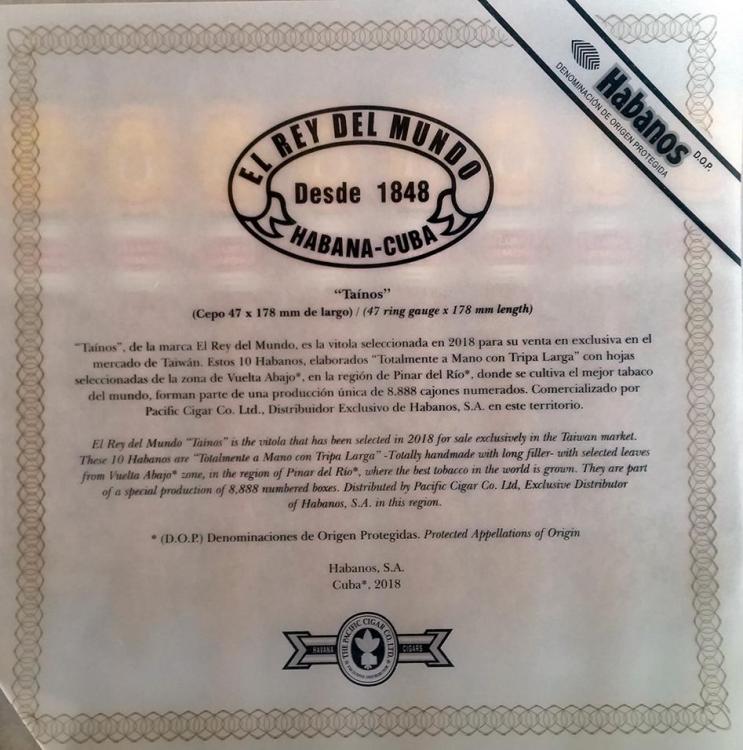 Habanos D.O.P.
DENOMINACIÓN DE ORIGEN PROTEGIDA
EL REY DEL MUNDO
Desde 1848
HABANA-CUBA
“Taínos”
(Cepo 47 x 178 mm de largo) / (47 ring gauge x 178 mm length)
“Taínos”, de la marca El Rey del Mundo, es la vitola seleccionada en 2018 para su venta en exclusiva en el
mercado de Taiwán. Estos 10 Habanos, elaborados “Totalmente a Mano con Tripa Larga” con hojas
seleccionadas de la zona de Vuelta Abajo*, en la región de Pinar del Río*, donde se cultiva el mejor tabaco
del mundo, forman parte de una producción única de 8.888 cajones numerados. Comercializado por
Pacific Cigar Co. Ltd., Distribuidor Exclusivo de Habanos, S.A. en este territorio.
El Rey del Mundo “Taínos” is the vitola that has been selected in 2018 for sale exclusively in the Taiwan market.
These 10 Habanos are “Totalmente a Mano con Tripa Larga” -Totally handmade with long filler- with selected leaves
from Vuelta Abajo* zone, in the region of Pinar del Río*, where the best tobacco in the world is grown. They are part
of a special production of 8,888 numbered boxes. Distributed by Pacific Cigar Co. Ltd, Exclusive Distributor
of Habanos, S.A. in this region.
* (D.O.P.) Denominaciones de Origen Protegidas. Protected Appellations of Origin
Habanos, S.A.
Cuba*, 2018
THE PACIFIC CIGAR CO. LTD.
HAVANA CIGARS
EXCLUSIVE DISTRIBUTOR